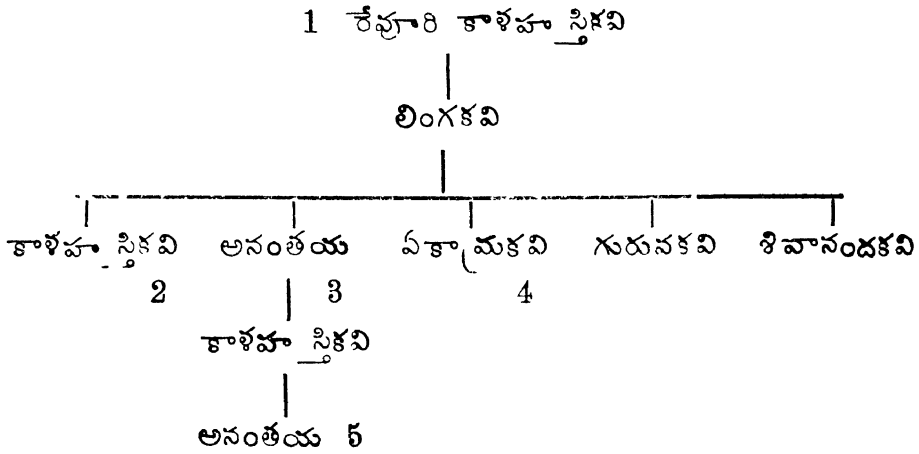 1 రేవూరి కాళహస్తికవి
లింగకవి
కాళహస్తికవి అనంతయ ఏకామ్రకవి గురునకవి శివానందకవి
2 3 4
కాళహస్తికవి
అనంతయ 5